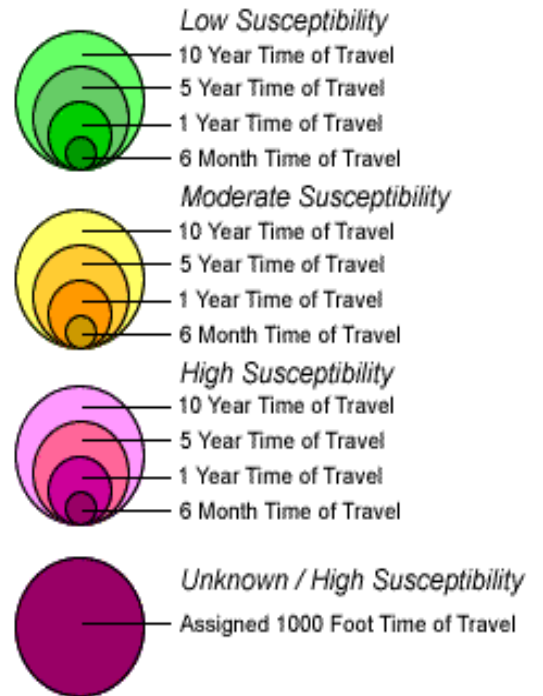 Low Susceptibility
10 Year Time of Travel
5 Year Time of Travel
1 Year Time of Travel
6 Month Time of Travel
Moderate Susceptibility
10 Year Time of Travel
5 Year Time of Travel
1 Year Time of Travel
6 Month Time of Travel
High Susceptibility
10 Year Time of Travel
5 Year Time of Travel
1 Year Time of Travel
6 Month Time of Travel
Unknown / High Susceptibility
Assigned 1000 Foot Time of Travel